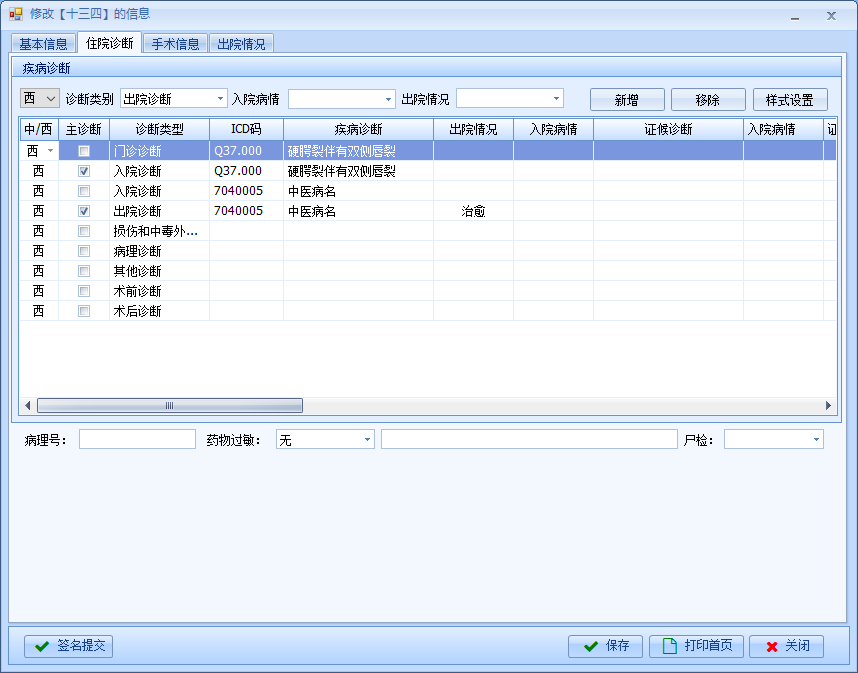 修改【十三四】的信息
基本信息 住院诊断 手术信息 出院情况
疾病诊断
西 诊断类别 出院诊断 入院病情 出院情况 新增 移除 样式设置
中/西 主诊断 诊断类型 ICD码 疾病诊断 出院情况 入院病情 证候诊断 入院病情 证
西 门诊诊断 Q37.000 硬腭裂伴有双侧唇裂
西 入院诊断 Q37.000 硬腭裂伴有双侧唇裂
西 入院诊断 7040005 中医病名
西 出院诊断 7040005 中医病名 治愈
西 损伤和中毒外...
西 病理诊断
西 其他诊断
西 术前诊断
西 术后诊断
病理号： 药物过敏： 无 尸检：
签名提交 保存 打印首页 关闭